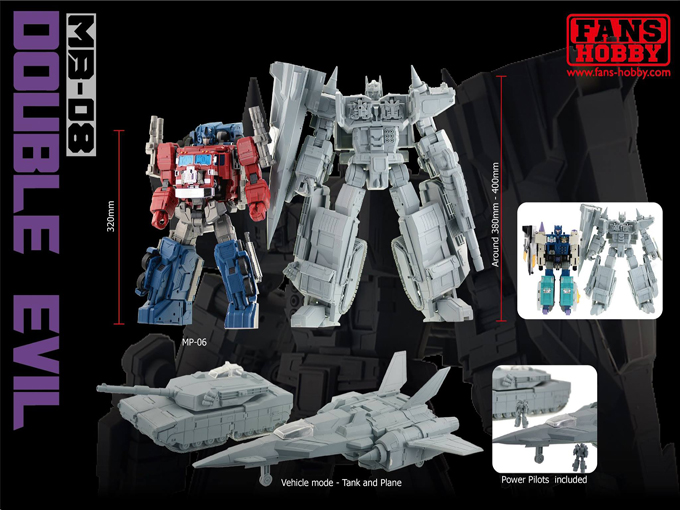 MB-08
DOUBLE EVIL
FANS
HOBBY
www.fans-hobby.com
320mm
Around 380mm - 400mm
MP-06
Vehicle mode - Tank and Plane
Power Pilots included